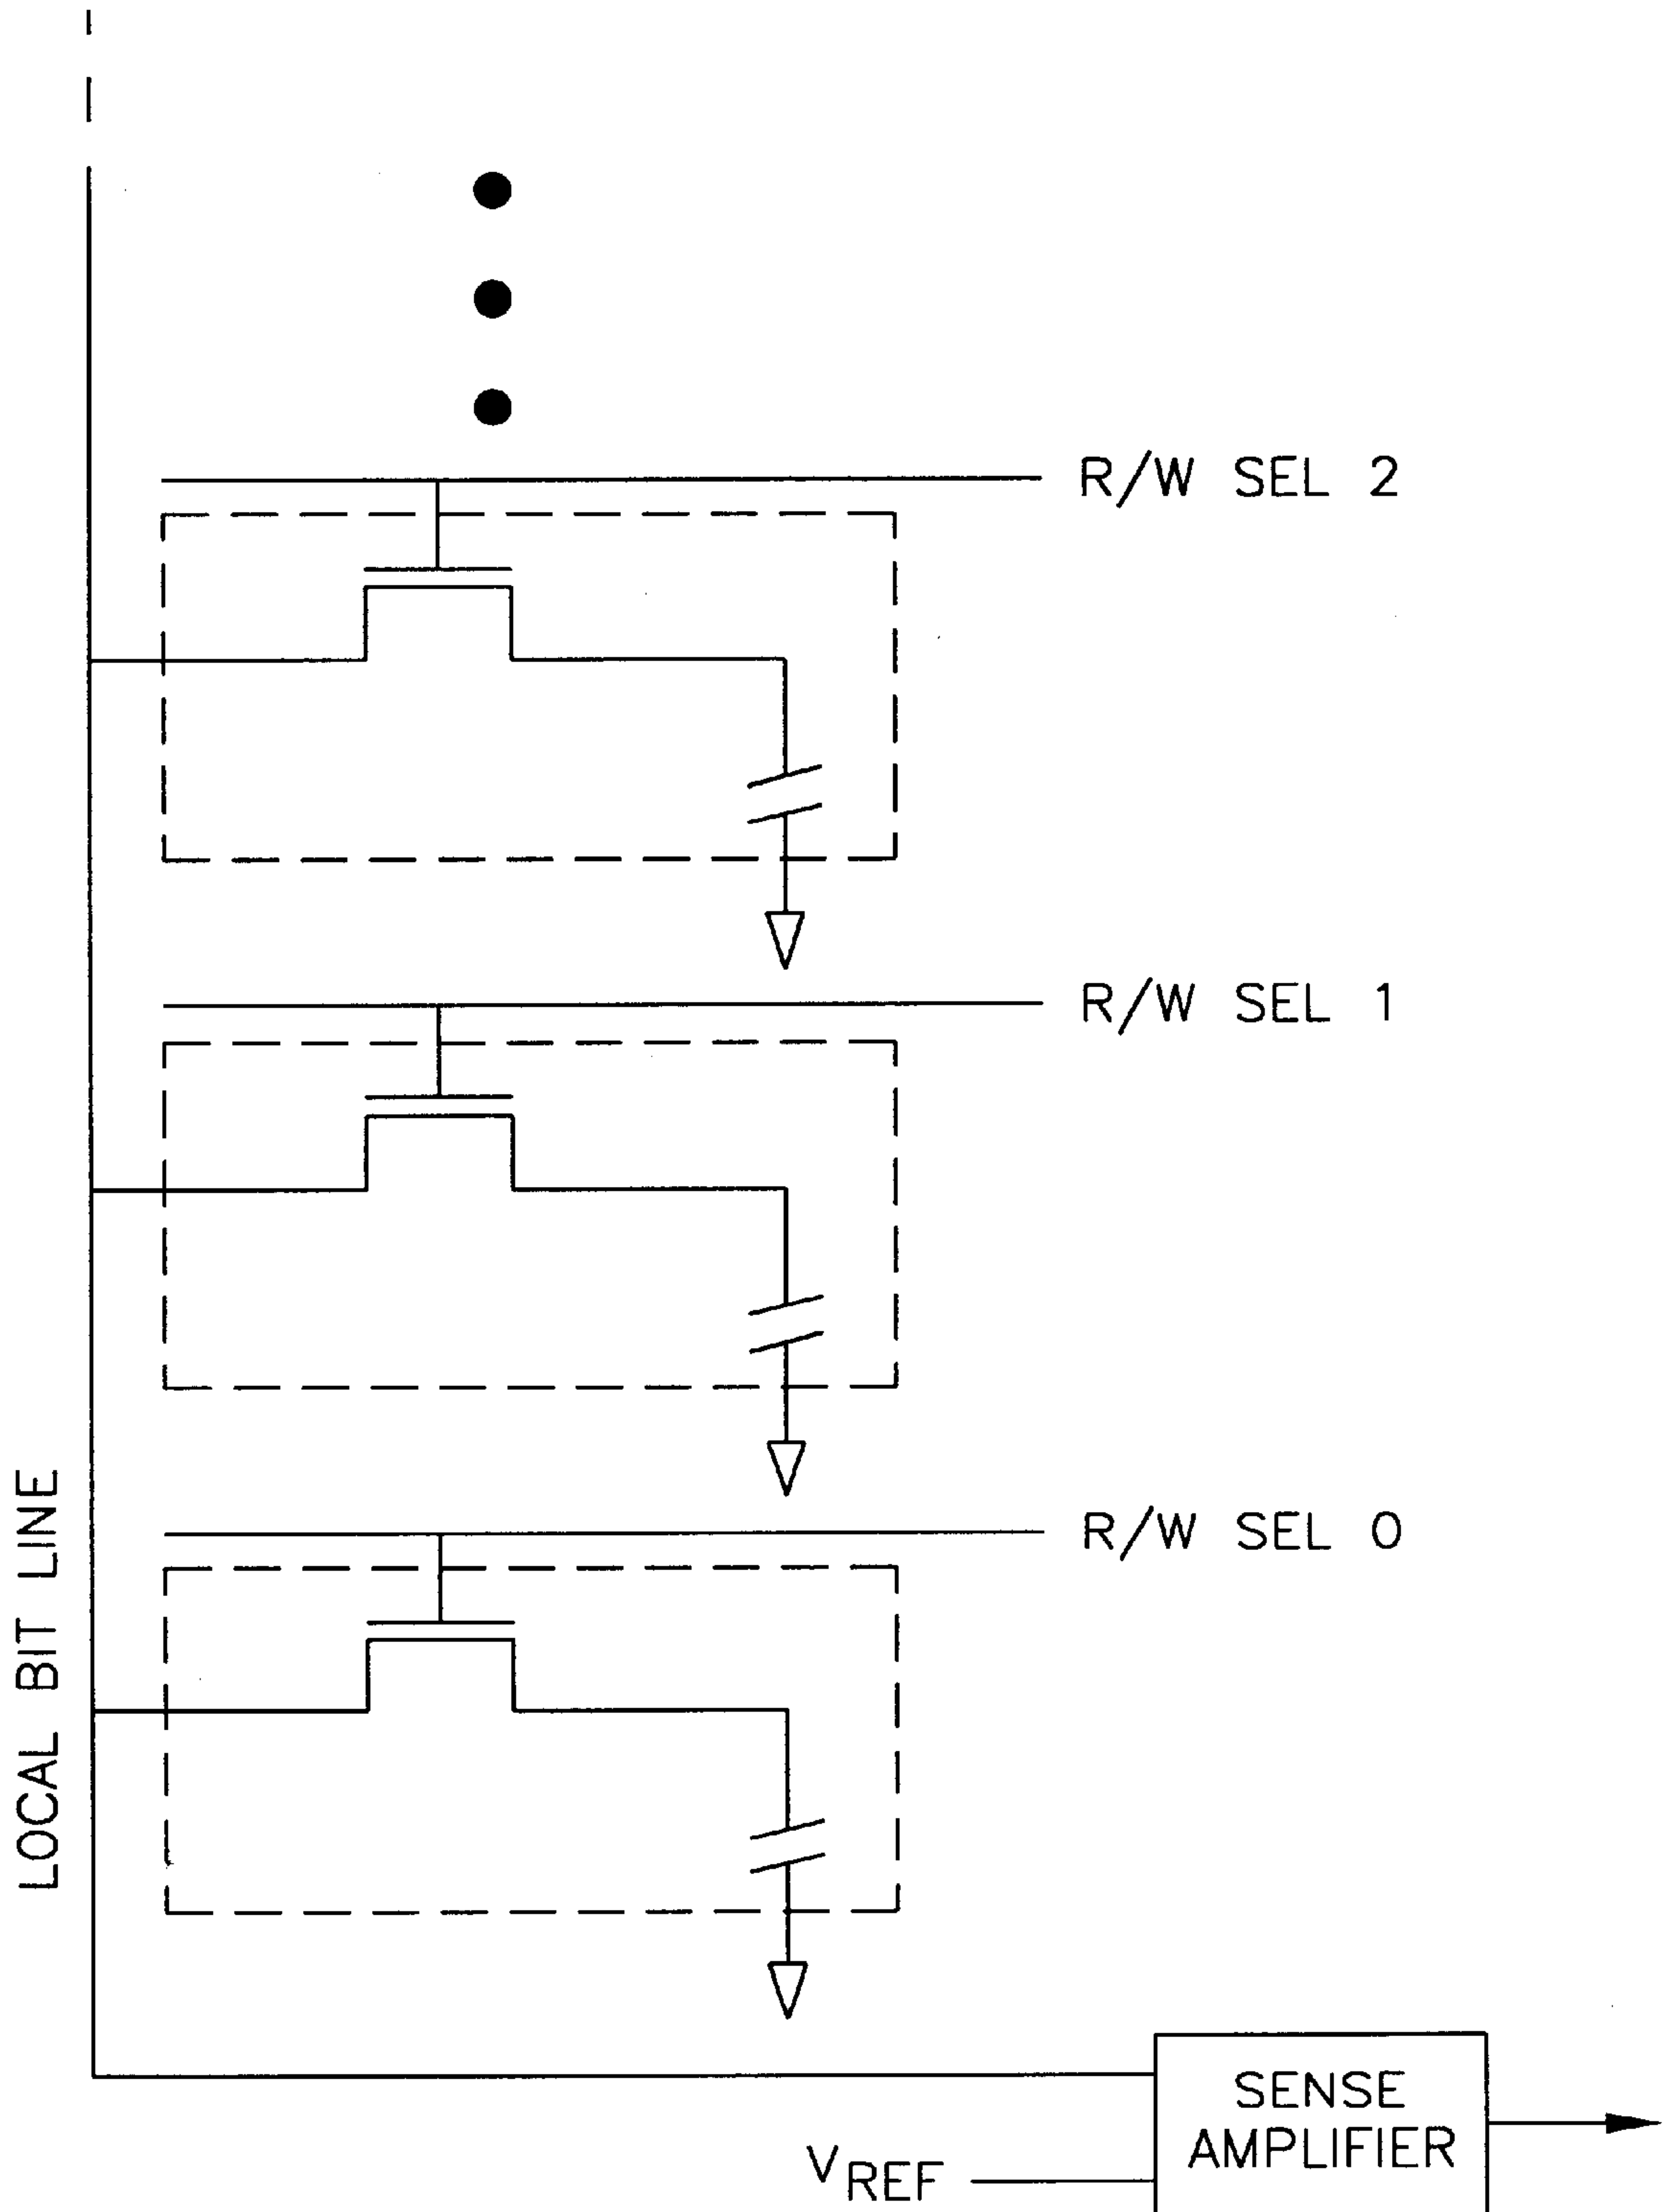 R/W SEL 2
R/W SEL 1
R/W SEL 0
LOCAL BIT LINE
SENSE
AMPLIFIER
VREF